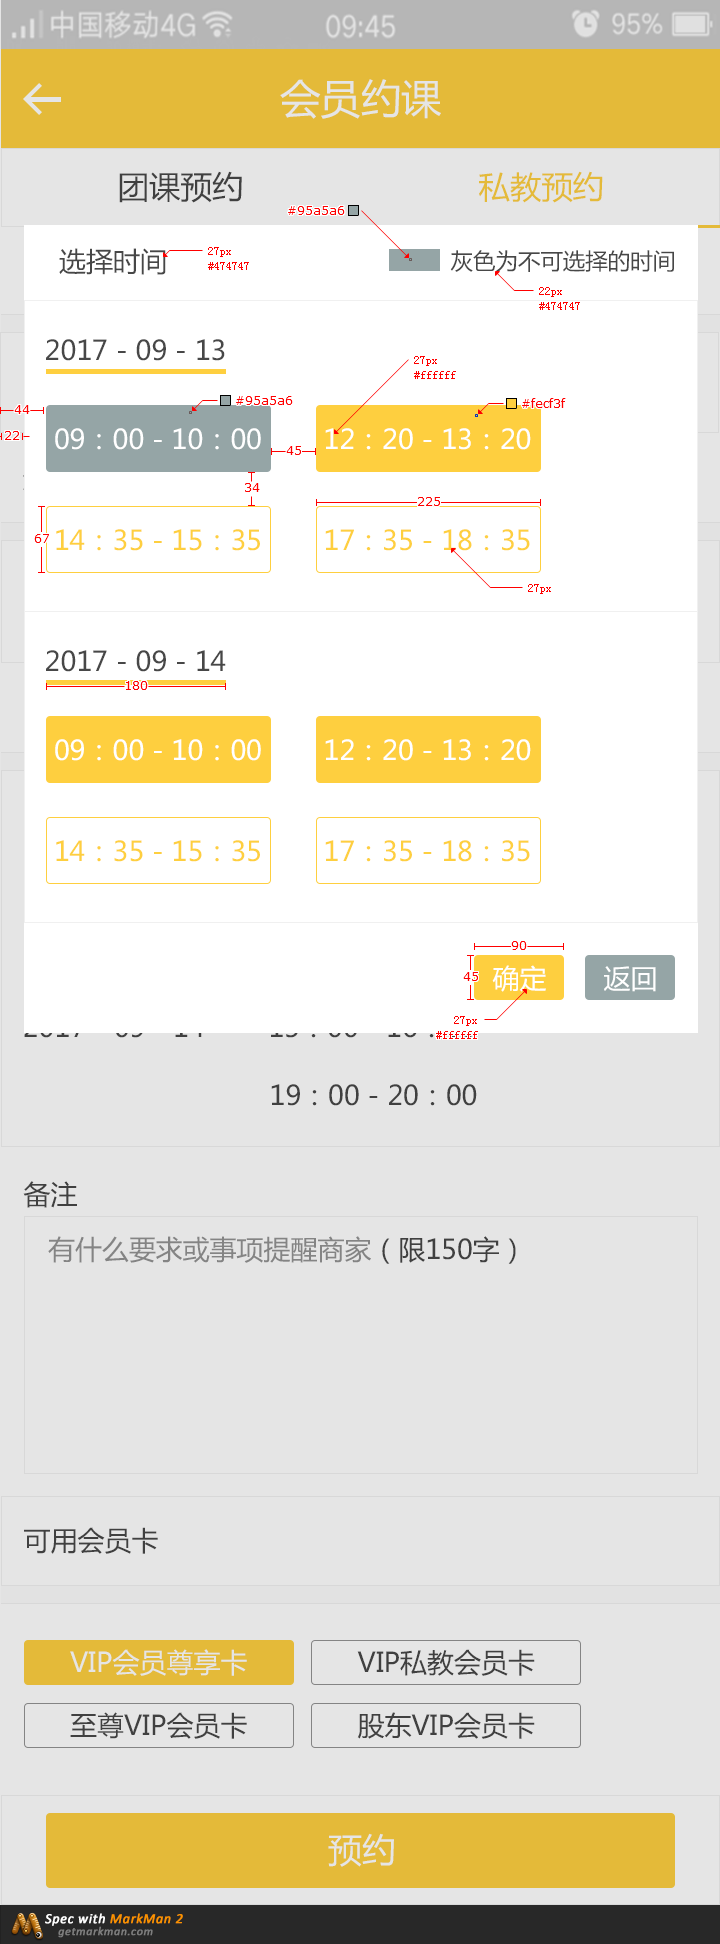 中国移动4G 09:45 95%
会员约课
团课预约 私教预约
#95a5a6
选择时间 27px #474747 灰色为不可选择的时间
22px
#474747
2017 - 09 - 13
27px
#ffffff
44 #95a5a6 #fecf3f
22 09 : 00 - 10 : 00 45 12 : 20 - 13 : 20
34 225
67 14 : 35 - 15 : 35 17 : 35 - 18 : 35
27px
2017 - 09 - 14
180
09 : 00 - 10 : 00 12 : 20 - 13 : 20
14 : 35 - 15 : 35 17 : 35 - 18 : 35
90
45 确定 返回
27px
#ffffff
19 : 00 - 20 : 00
备注
有什么要求或事项提醒商家 ( 限150字 )
可用会员卡
VIP会员尊享卡 VIP私教会员卡
至尊VIP会员卡 股东VIP会员卡
预约
Spec with MarkMan 2
getmarkman.com